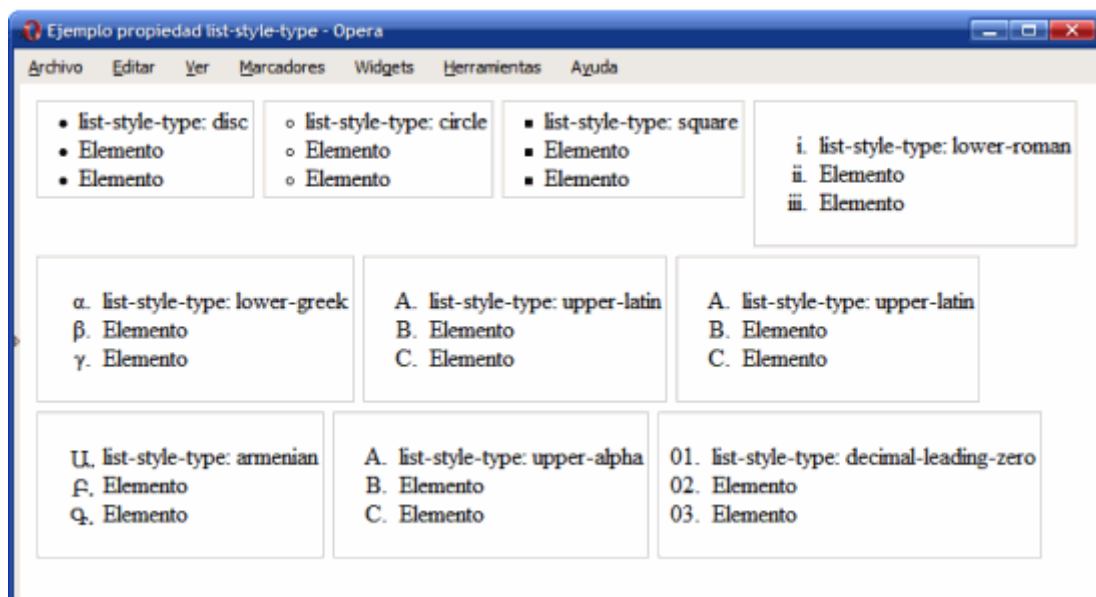 Ejemplo propiedad list-style-type - Opera
Archivo Editar Ver Marcadores Widgets Herramientas Ayuda
• list-style-type: disc
• Elemento
• Elemento
◦ list-style-type: circle
◦ Elemento
◦ Elemento
▪ list-style-type: square
▪ Elemento
▪ Elemento
i. list-style-type: lower-roman
ii. Elemento
iii. Elemento
α. list-style-type: lower-greek
β. Elemento
γ. Elemento
A. list-style-type: upper-latin
B. Elemento
C. Elemento
A. list-style-type: upper-latin
B. Elemento
C. Elemento
Ա. list-style-type: armenian
Բ. Elemento
Գ. Elemento
A. list-style-type: upper-alpha
B. Elemento
C. Elemento
01. list-style-type: decimal-leading-zero
02. Elemento
03. Elemento